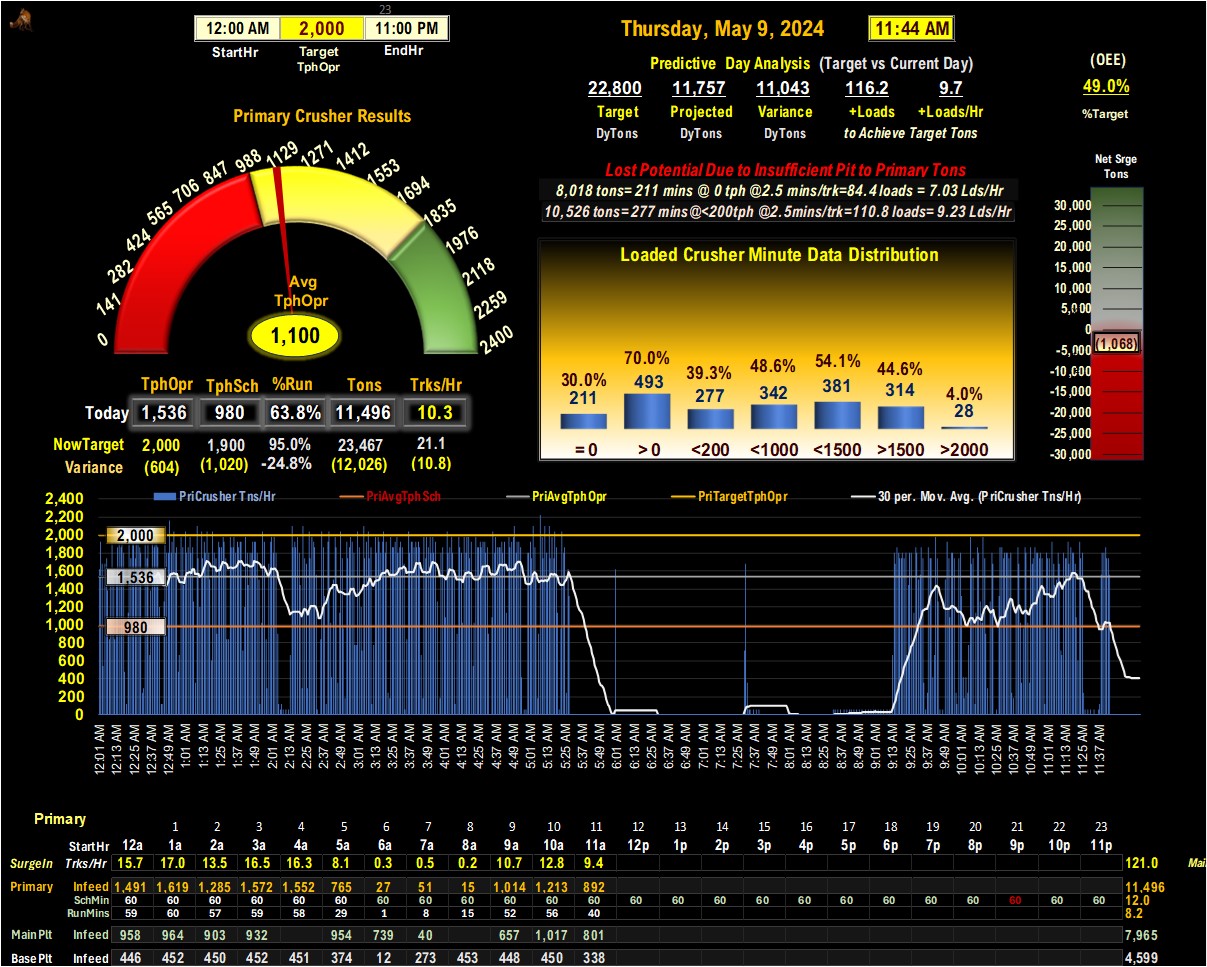 23
12:00 AM 2,000 11:00 PM
StartHr Target EndHr
TphOpr
Thursday, May 9, 2024 11:44 AM
Predictive Day Analysis (Target vs Current Day)
22,800 11,757 11,043 116.2 9.7
Target Projected Variance +Loads +Loads/Hr
DyTons DyTons DyTons to Achieve Target Tons
(OEE)
49.0%
%Target
Primary Crusher Results
0 141 282 424 565 706 847 988 1129 1271 1412 1553 1694 1835 1976 2118 2259 2400
Avg
TphOpr
1,100
Lost Potential Due to Insufficient Pit to Primary Tons
8,018 tons= 211 mins @ 0 tph @2.5 mins/trk=84.4 loads = 7.03 Lds/Hr
10,526 tons= 277 mins@<200tph @2.5mins/trk=110.8 loads= 9.23 Lds/Hr
Net Srge
Tons
30,000
25,000
20,000
15,000
10,000
5,000
0
(1,068)
-5,000
-10,000
-15,000
-20,000
-25,000
-30,000
Loaded Crusher Minute Data Distribution
30.0% 70.0% 39.3% 48.6% 54.1% 44.6% 4.0%
211 493 277 342 381 314 28
= 0 > 0 <200 <1000 <1500 >1500 >2000
TphOpr TphSch %Run Tons Trks/Hr
Today 1,536 980 63.8% 11,496 10.3
NowTarget 2,000 1,900 95.0% 23,467 21.1
Variance (604) (1,020) -24.8% (12,026) (10.8)
PriCrusher Tns/Hr PriAvgTphSch PriAvgTphOpr PriTargetTphOpr 30 per. Mov. Avg. (PriCrusher Tns/Hr)
2,400
2,200
2,000 2,000
1,800
1,600
1,536
1,400
1,200
1,000 980
800
600
400
200
0
12:01 AM 12:13 AM 12:25 AM 12:37 AM 12:49 AM 1:01 AM 1:13 AM 1:25 AM 1:37 AM 1:49 AM 2:01 AM 2:13 AM 2:25 AM 2:37 AM 2:49 AM 3:01 AM 3:13 AM 3:25 AM 3:37 AM 3:49 AM 4:01 AM 4:13 AM 4:25 AM 4:37 AM 4:49 AM 5:01 AM 5:13 AM 5:25 AM 5:37 AM 5:49 AM 6:01 AM 6:13 AM 6:25 AM 6:37 AM 6:49 AM 7:01 AM 7:13 AM 7:25 AM 7:37 AM 7:49 AM 8:01 AM 8:13 AM 8:25 AM 8:37 AM 8:49 AM 9:01 AM 9:13 AM 9:25 AM 9:37 AM 9:49 AM 10:01 AM 10:13 AM 10:25 AM 10:37 AM 10:49 AM 11:01 AM 11:13 AM 11:25 AM 11:37 AM
Primary
1 2 3 4 5 6 7 8 9 10 11 12 13 14 15 16 17 18 19 20 21 22 23
StartHr 12a 1a 2a 3a 4a 5a 6a 7a 8a 9a 10a 11a 12p 1p 2p 3p 4p 5p 6p 7p 8p 9p 10p 11p
SurgeIn Trks/Hr 15.7 17.0 13.5 16.5 16.3 8.1 0.3 0.5 0.2 10.7 12.8 9.4 121.0
Primary Infeed 1,491 1,619 1,285 1,572 1,552 765 27 51 15 1,014 1,213 892 11,496
SchMin 60 60 60 60 60 60 60 60 60 60 60 60 60 60 60 60 60 60 60 60 60 60 60 60 12.0
RunMins 59 60 57 59 58 29 1 8 15 52 56 40 8.2
MainPlt Infeed 958 964 903 932 954 739 40 657 1,017 801 7,965
BasePlt Infeed 446 452 450 452 451 374 12 273 453 448 450 338 4,599